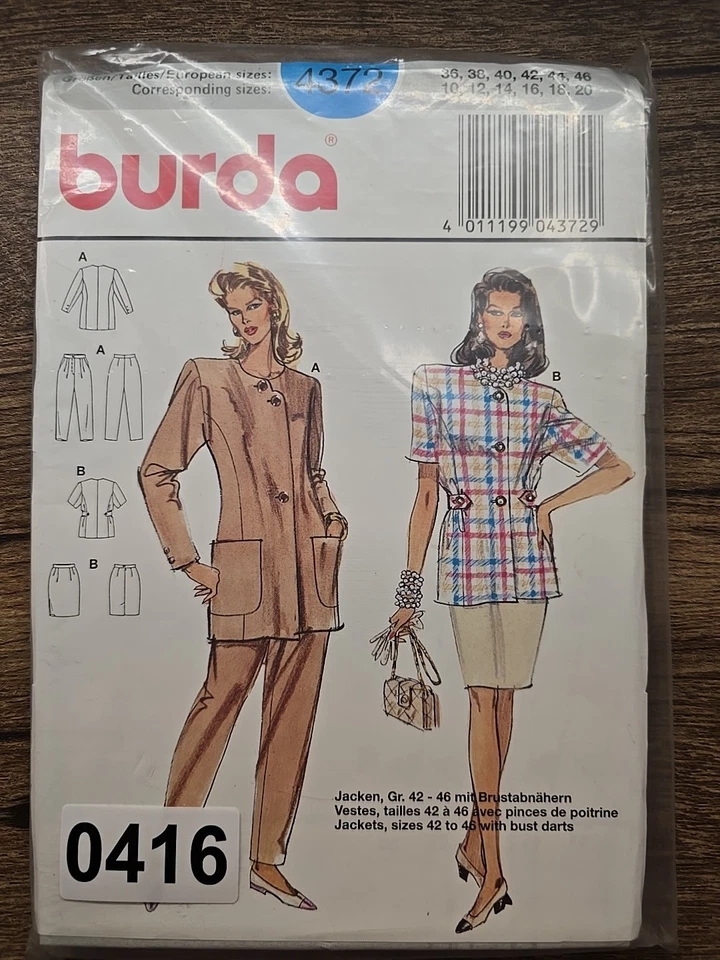 Größen/Tailles/European sizes: 36, 38, 40, 42, 44, 46
Corresponding sizes: 10, 12, 14, 16, 18, 20
4372
burda®
4 011199 043729
A
A
A
B
B
B
Jacken, Gr. 42 - 46 mit Brustabnähern
Vestes, tailles 42 à 46 avec pinces de poitrine
Jackets, sizes 42 to 46 with bust darts
0416